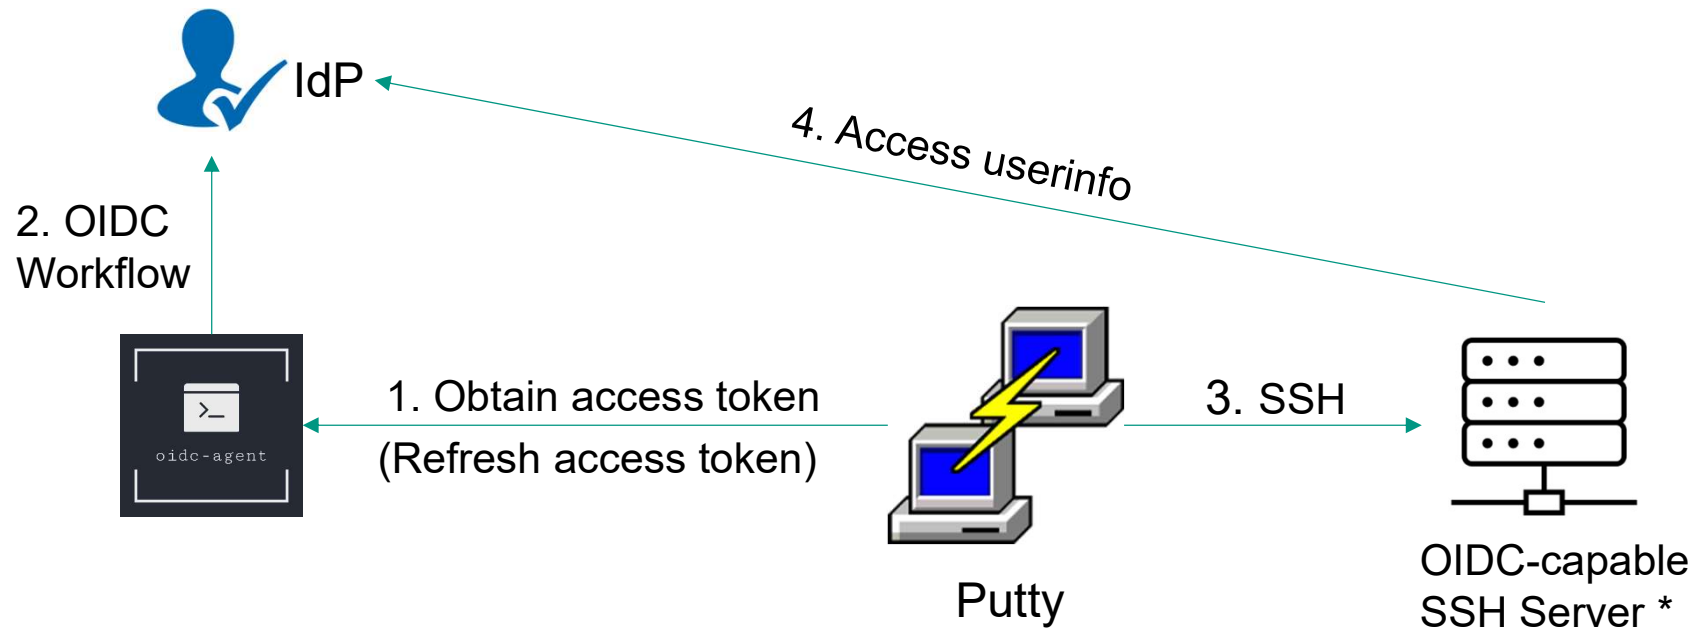 IdP
4. Access userinfo
2. OIDC
Workflow
1. Obtain access token
(Refresh access token)
3. SSH
>_
oidc-agent
Putty
OIDC-capable
SSH Server *